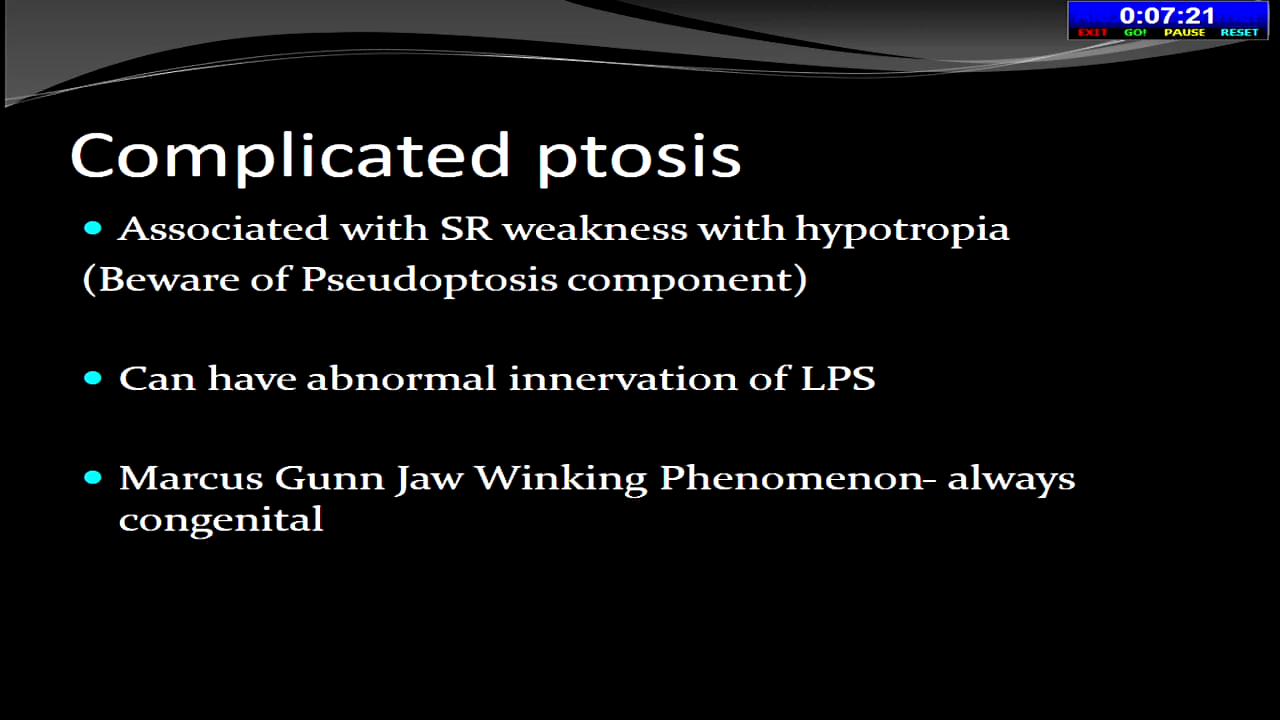 0:07:21
EXIT GO! PAUSE RESET
Complicated ptosis
• Associated with SR weakness with hypotropia
(Beware of Pseudoptosis component)
• Can have abnormal innervation of LPS
• Marcus Gunn Jaw Winking Phenomenon- always
congenital